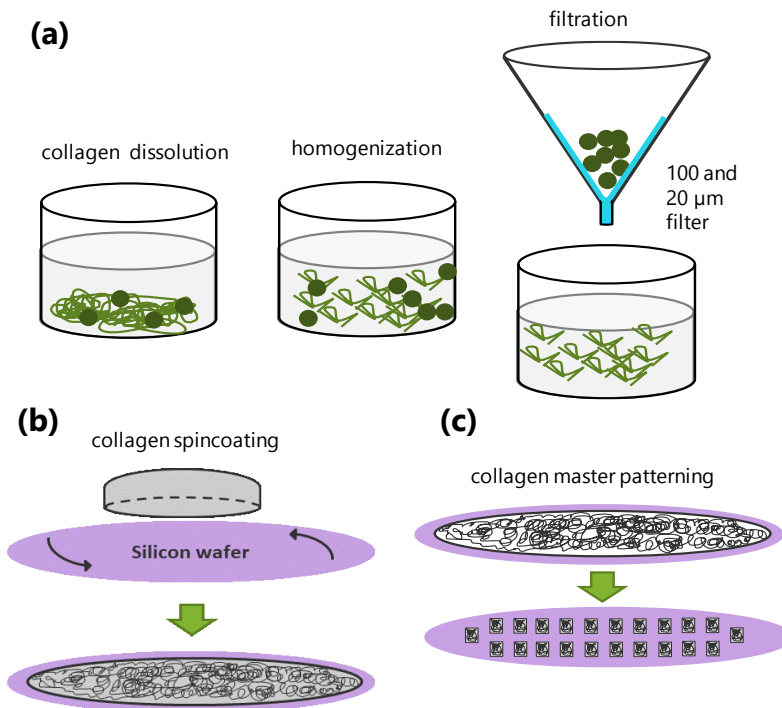 (a)
filtration
collagen dissolution
homogenization
100 and
20 µm
filter
(b)
collagen spincoating
Silicon wafer
(c)
collagen master patterning